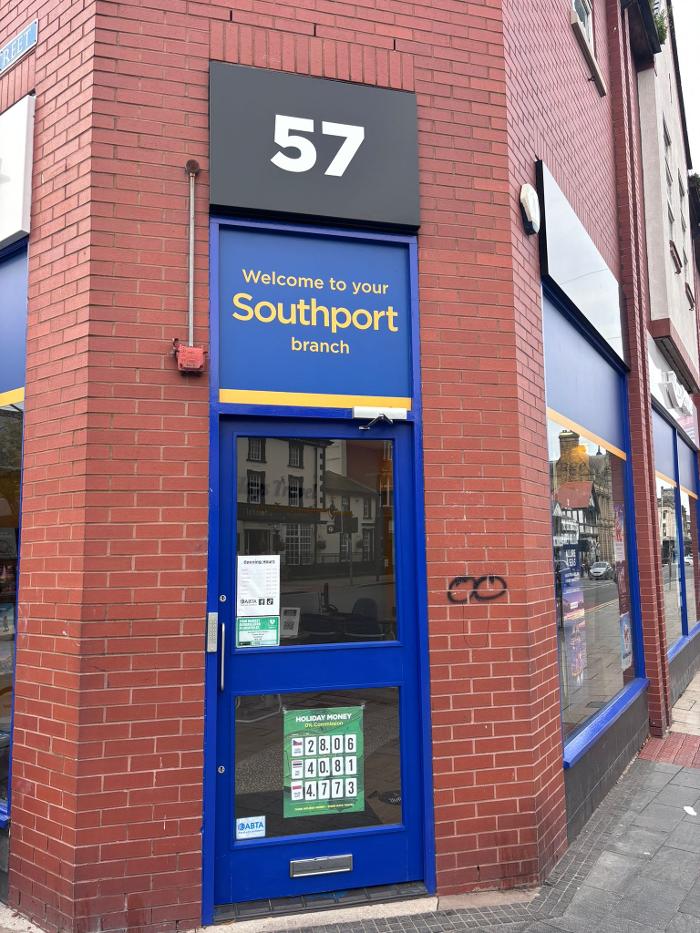 REET
57
Welcome to your
Southport
branch
Opening Hours
ABTA
HOLIDAY MONEY
0% Commission
28.06
40.81
4.773
ABTA